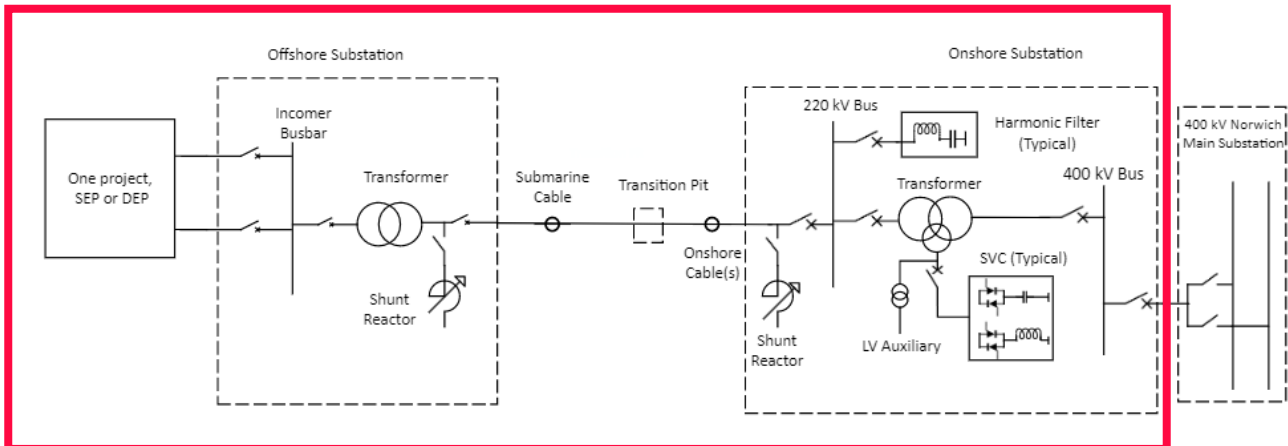 Offshore Substation
Onshore Substation
Incomer
Busbar
220 kV Bus
Harmonic Filter
(Typical)
400 kV Norwich
Main Substation
One project,
SEP or DEP
Transformer
Submarine
Cable
Transition Pit
Transformer
400 kV Bus
Onshore
Cable(s)
SVC (Typical)
Shunt
Reactor
Shunt
Reactor
LV Auxiliary